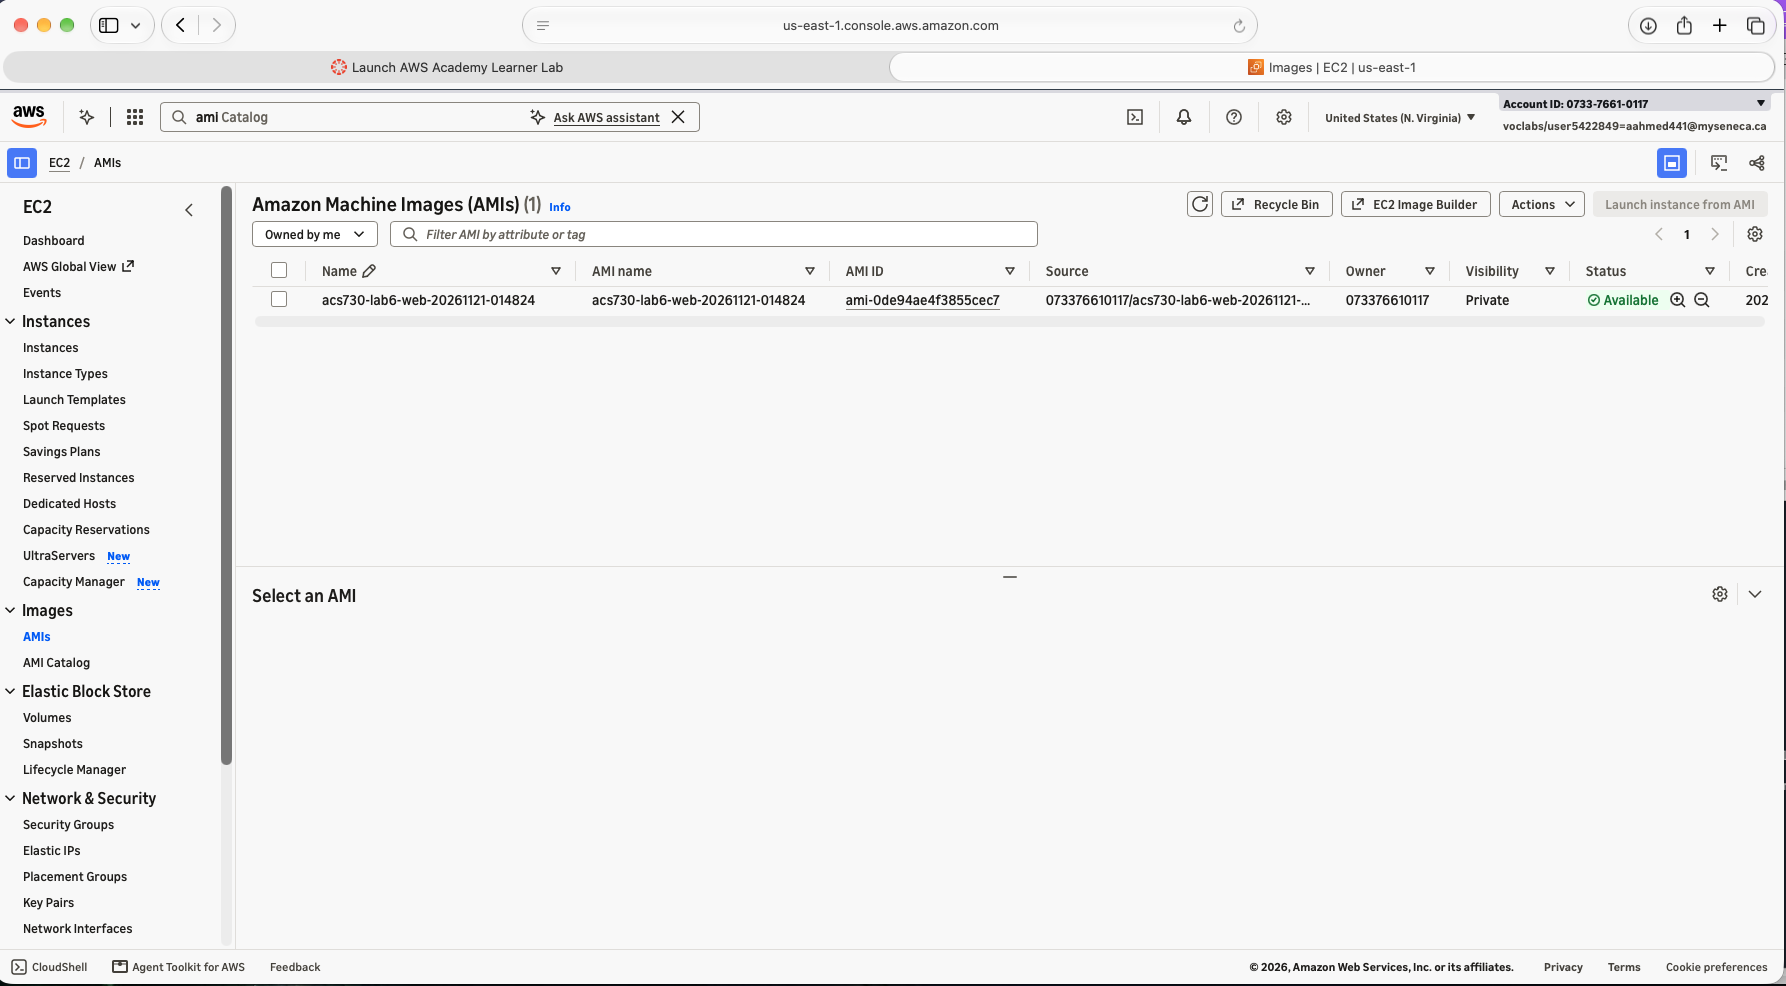 us-east-1.console.aws.amazon.com
Launch AWS Academy Learner Lab
Images | EC2 | us-east-1
aws
ami Catalog
Ask AWS assistant
United States (N. Virginia)
Account ID: 0733-7661-0117
voclabs/user5422849=aahmed441@myseneca.ca
EC2 / AMIs
EC2
Dashboard
AWS Global View
Events
Instances
Instances
Instance Types
Launch Templates
Spot Requests
Savings Plans
Reserved Instances
Dedicated Hosts
Capacity Reservations
UltraServers New
Capacity Manager New
Images
AMIs
AMI Catalog
Elastic Block Store
Volumes
Snapshots
Lifecycle Manager
Network & Security
Security Groups
Elastic IPs
Placement Groups
Key Pairs
Network Interfaces
Amazon Machine Images (AMIs) (1) Info
Recycle Bin
EC2 Image Builder
Actions
Launch instance from AMI
Owned by me
Filter AMI by attribute or tag
1
Name AMI name AMI ID Source Owner Visibility Status Cre
acs730-lab6-web-20261121-014824 acs730-lab6-web-20261121-014824 ami-0de94ae4f3855cec7 073376610117/acs730-lab6-web-20261121-... 073376610117 Private Available 202
Select an AMI
CloudShell
Agent Toolkit for AWS
Feedback
© 2026, Amazon Web Services, Inc. or its affiliates.
Privacy
Terms
Cookie preferences